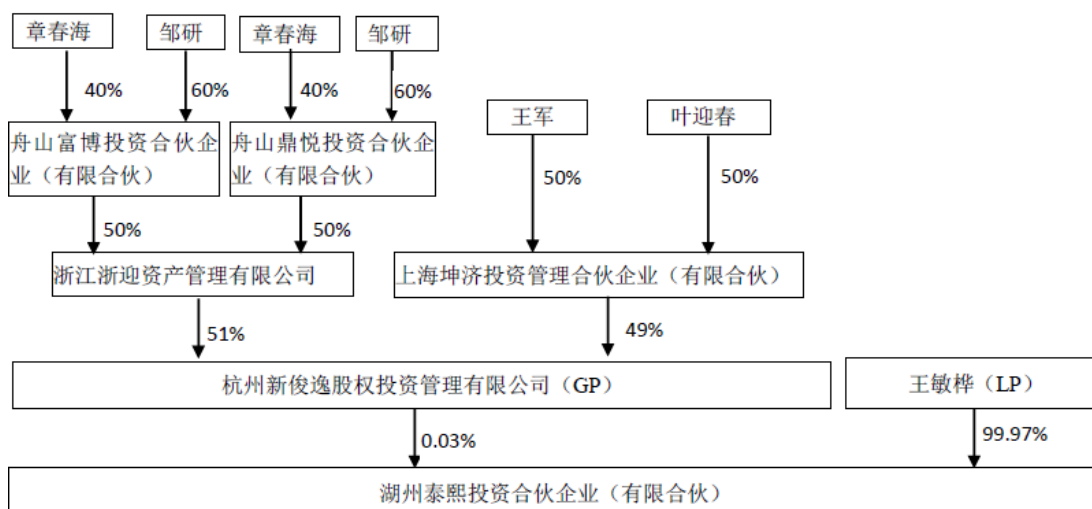 章春海
邹研
章春海
邹研
40%
60%
40%
60%
王军
叶迎春
舟山富博投资合伙企
业（有限合伙）
舟山鼎悦投资合伙企
业（有限合伙）
50%
50%
50%
50%
浙江浙迎资产管理有限公司
上海坤济投资管理合伙企业（有限合伙）
51%
49%
杭州新俊逸股权投资管理有限公司（GP）
王敏桦（LP）
0.03%
99.97%
湖州泰熙投资合伙企业（有限合伙）